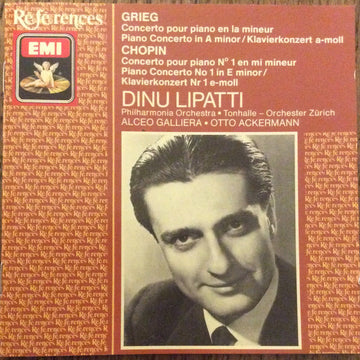 Références
EMI
GRIEG
Concerto pour piano en la mineur
Piano Concerto in A minor / Klavierkonzert a-moll
CHOPIN
Concerto pour piano N° 1 en mi mineur
Piano Concerto No 1 in E minor /
Klavierkonzert Nr 1 e-moll
DINU LIPATTI
Philharmonia Orchestra • Tonhalle – Orchester Zürich
ALCEO GALLIERA • OTTO ACKERMANN